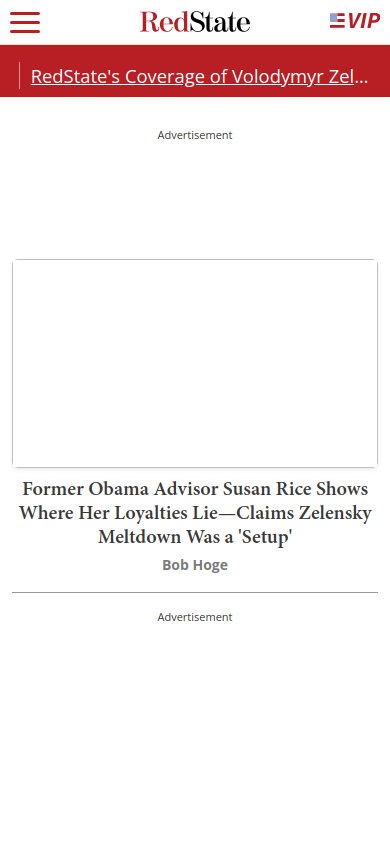 RedState
VIP
RedState's Coverage of Volodymyr Zel...
Advertisement
Former Obama Advisor Susan Rice Shows
Where Her Loyalties Lie—Claims Zelensky
Meltdown Was a 'Setup'
Bob Hoge
Advertisement